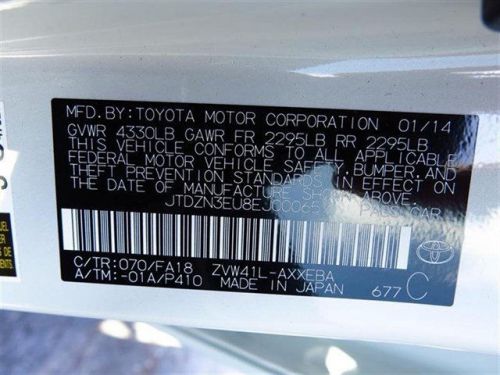 MFD. BY: TOYOTA MOTOR CORPORATION 01/14
GVWR 4330LB GAWR FR 2295LB RR 2295LB
THIS VEHICLE CONFORMS TO ALL APPLICABLE
FEDERAL MOTOR VEHICLE SAFETY, BUMPER, AND
THEFT PREVENTION STANDARDS IN EFFECT ON
THE DATE OF MANUFACTURE SHOWN ABOVE.
PASS. CAR
C/TR: 070/FA18 ZVW41L-AXXEBA
A/TM: -01A/P410 MADE IN JAPAN 677 C